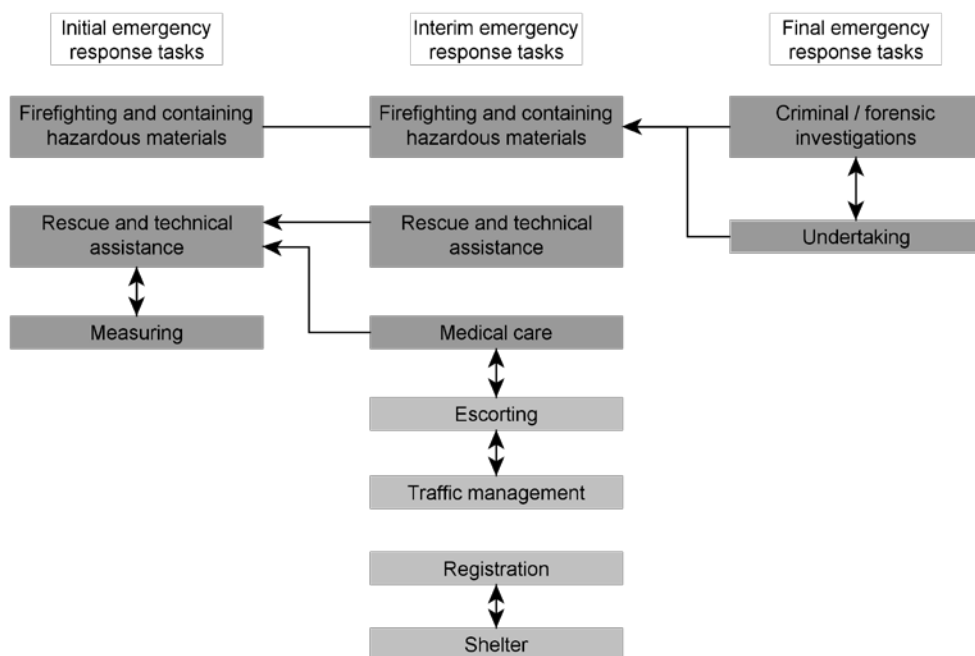 Initial emergency
response tasks
Interim emergency
response tasks
Final emergency
response tasks
Firefighting and containing
hazardous materials
Firefighting and containing
hazardous materials
Criminal / forensic
investigations
Rescue and technical
assistance
Rescue and technical
assistance
Undertaking
Measuring
Medical care
Escorting
Traffic management
Registration
Shelter